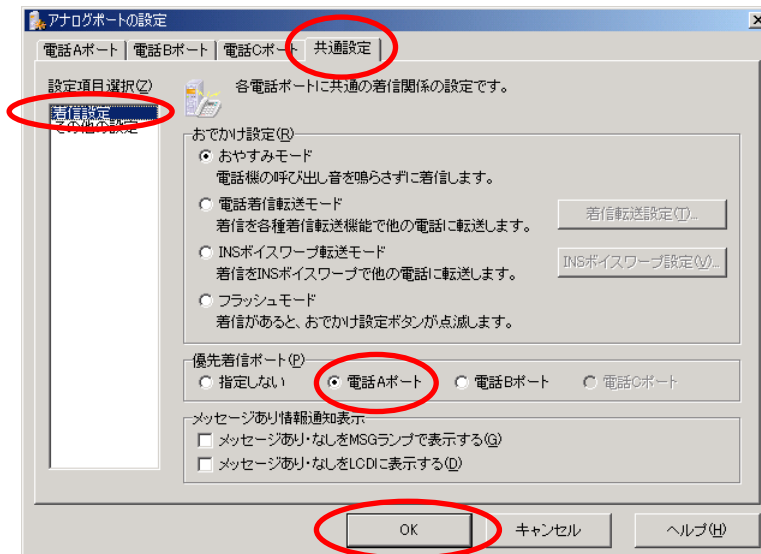 アナログポートの設定
電話Aポート 電話Bポート 電話Cポート 共通設定
設定項目選択(Z)
着信設定
その他の設定
各電話ポートに共通の着信関係の設定です。
おでかけ設定(R)
おやすみモード
電話機の呼び出し音を鳴らさずに着信します。
電話着信転送モード
着信を各種着信転送機能で他の電話に転送します。
着信転送設定(T)...
INSボイスワープ転送モード
着信をINSボイスワープで他の電話に転送します。
INSボイスワープ設定(V)...
フラッシュモード
着信があると、おでかけ設定ボタンが点滅します。
優先着信ポート(P)
指定しない 電話Aポート 電話Bポート 電話Cポート
メッセージあり情報通知表示
メッセージあり・なしをMSGランプで表示する(G)
メッセージあり・なしをLCDに表示する(D)
OK キャンセル ヘルプ(H)